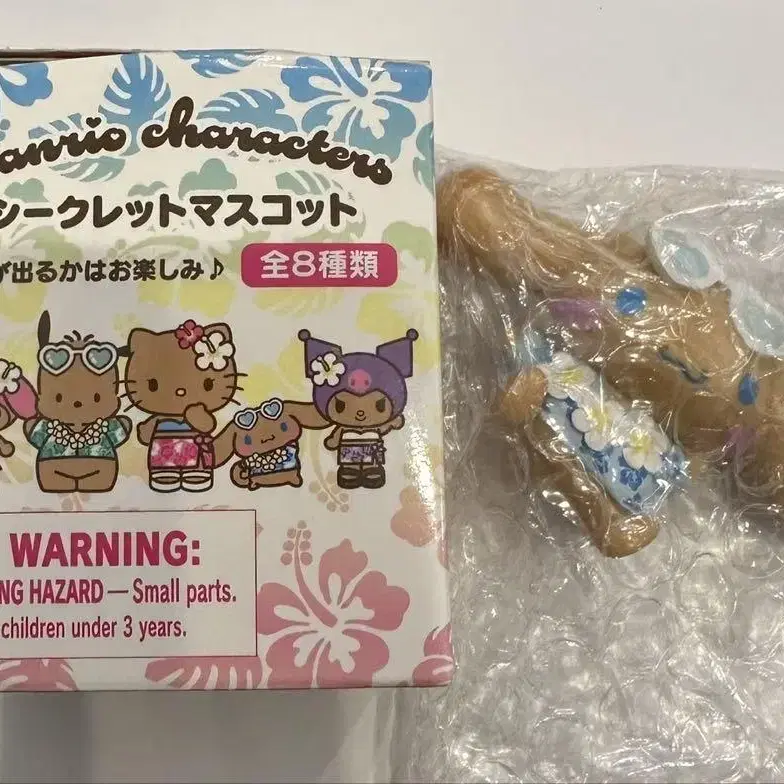 anrio characters
シークレットマスコット
が出るかはお楽しみ♪
全8種類
WARNING:
NG HAZARD — Small parts.
children under 3 years.